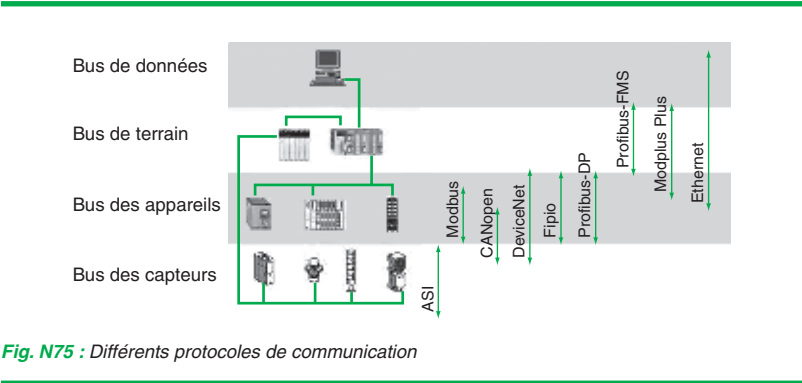 Bus de données
Bus de terrain
Bus des appareils
Bus des capteurs
ASI
Modbus
CANopen
DeviceNet
Fipio
Profibus-DP
Profibus-FMS
Modplus Plus
Ethernet
Fig. N75 : Différents protocoles de communication